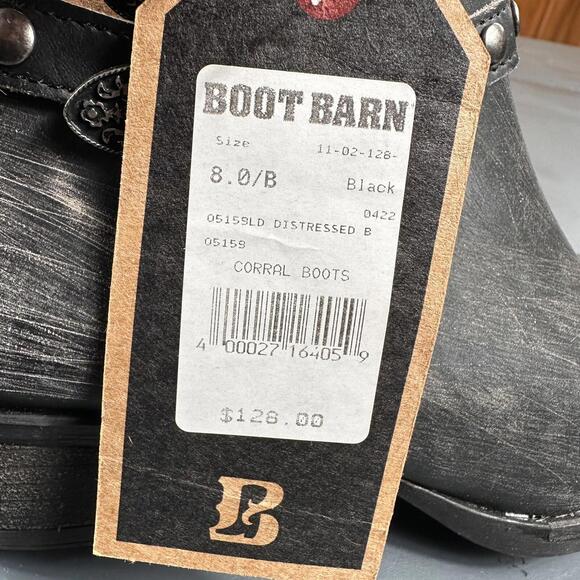 BOOT BARN
Size 11-02-128-
8.0/B Black
0422
05159LD DISTRESSED B
05159
CORRAL BOOTS
4 00027 16405 9
$128.00
B